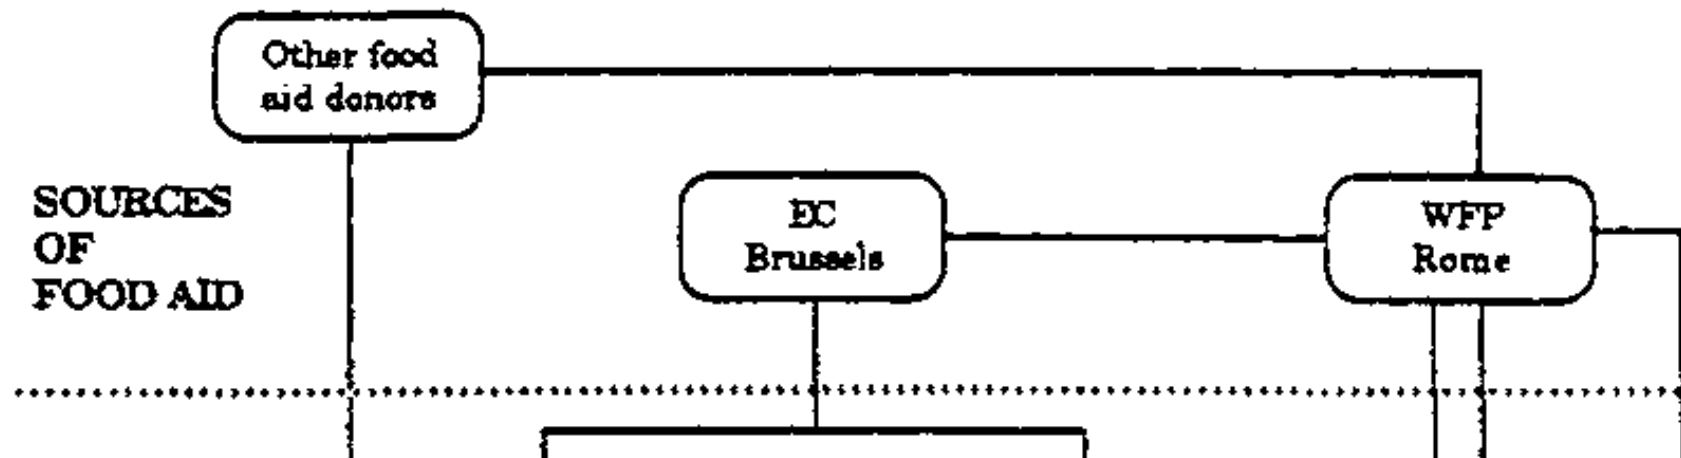 Other food
aid donors
SOURCES
OF
FOOD AID
EC
Brussels
WFP
Rome